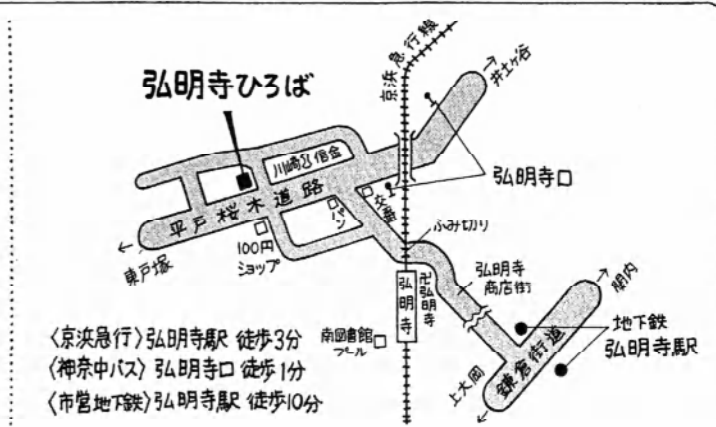 京浜急行線
井土ヶ谷
弘明寺ひろば
川崎信金
弘明寺口
交番
パン
平戸桜木道路
ふみ切り
100円
ショップ
東戸塚
弘明寺
商店街
関内
弘明寺
卍弘明寺
地下鉄
弘明寺駅
南図書館
プール
上大岡
鎌倉街道
〈京浜急行〉弘明寺駅 徒歩3分
〈神奈中バス〉弘明寺口 徒歩1分
〈市営地下鉄〉弘明寺駅 徒歩10分